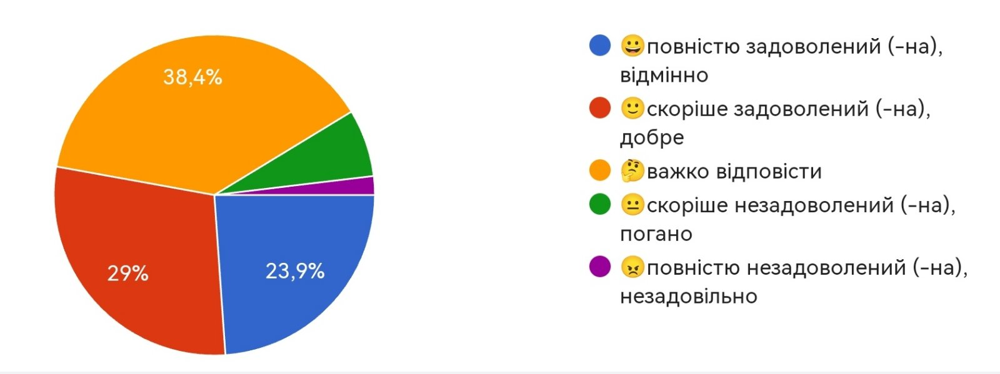 38,4%
29%
23,9%
😀повністю задоволений (-на),
відмінно
🙂скоріше задоволений (-на),
добре
🤔важко відповісти
😐скоріше незадоволений (-на),
погано
😠повністю незадоволений (-на),
незадовільно